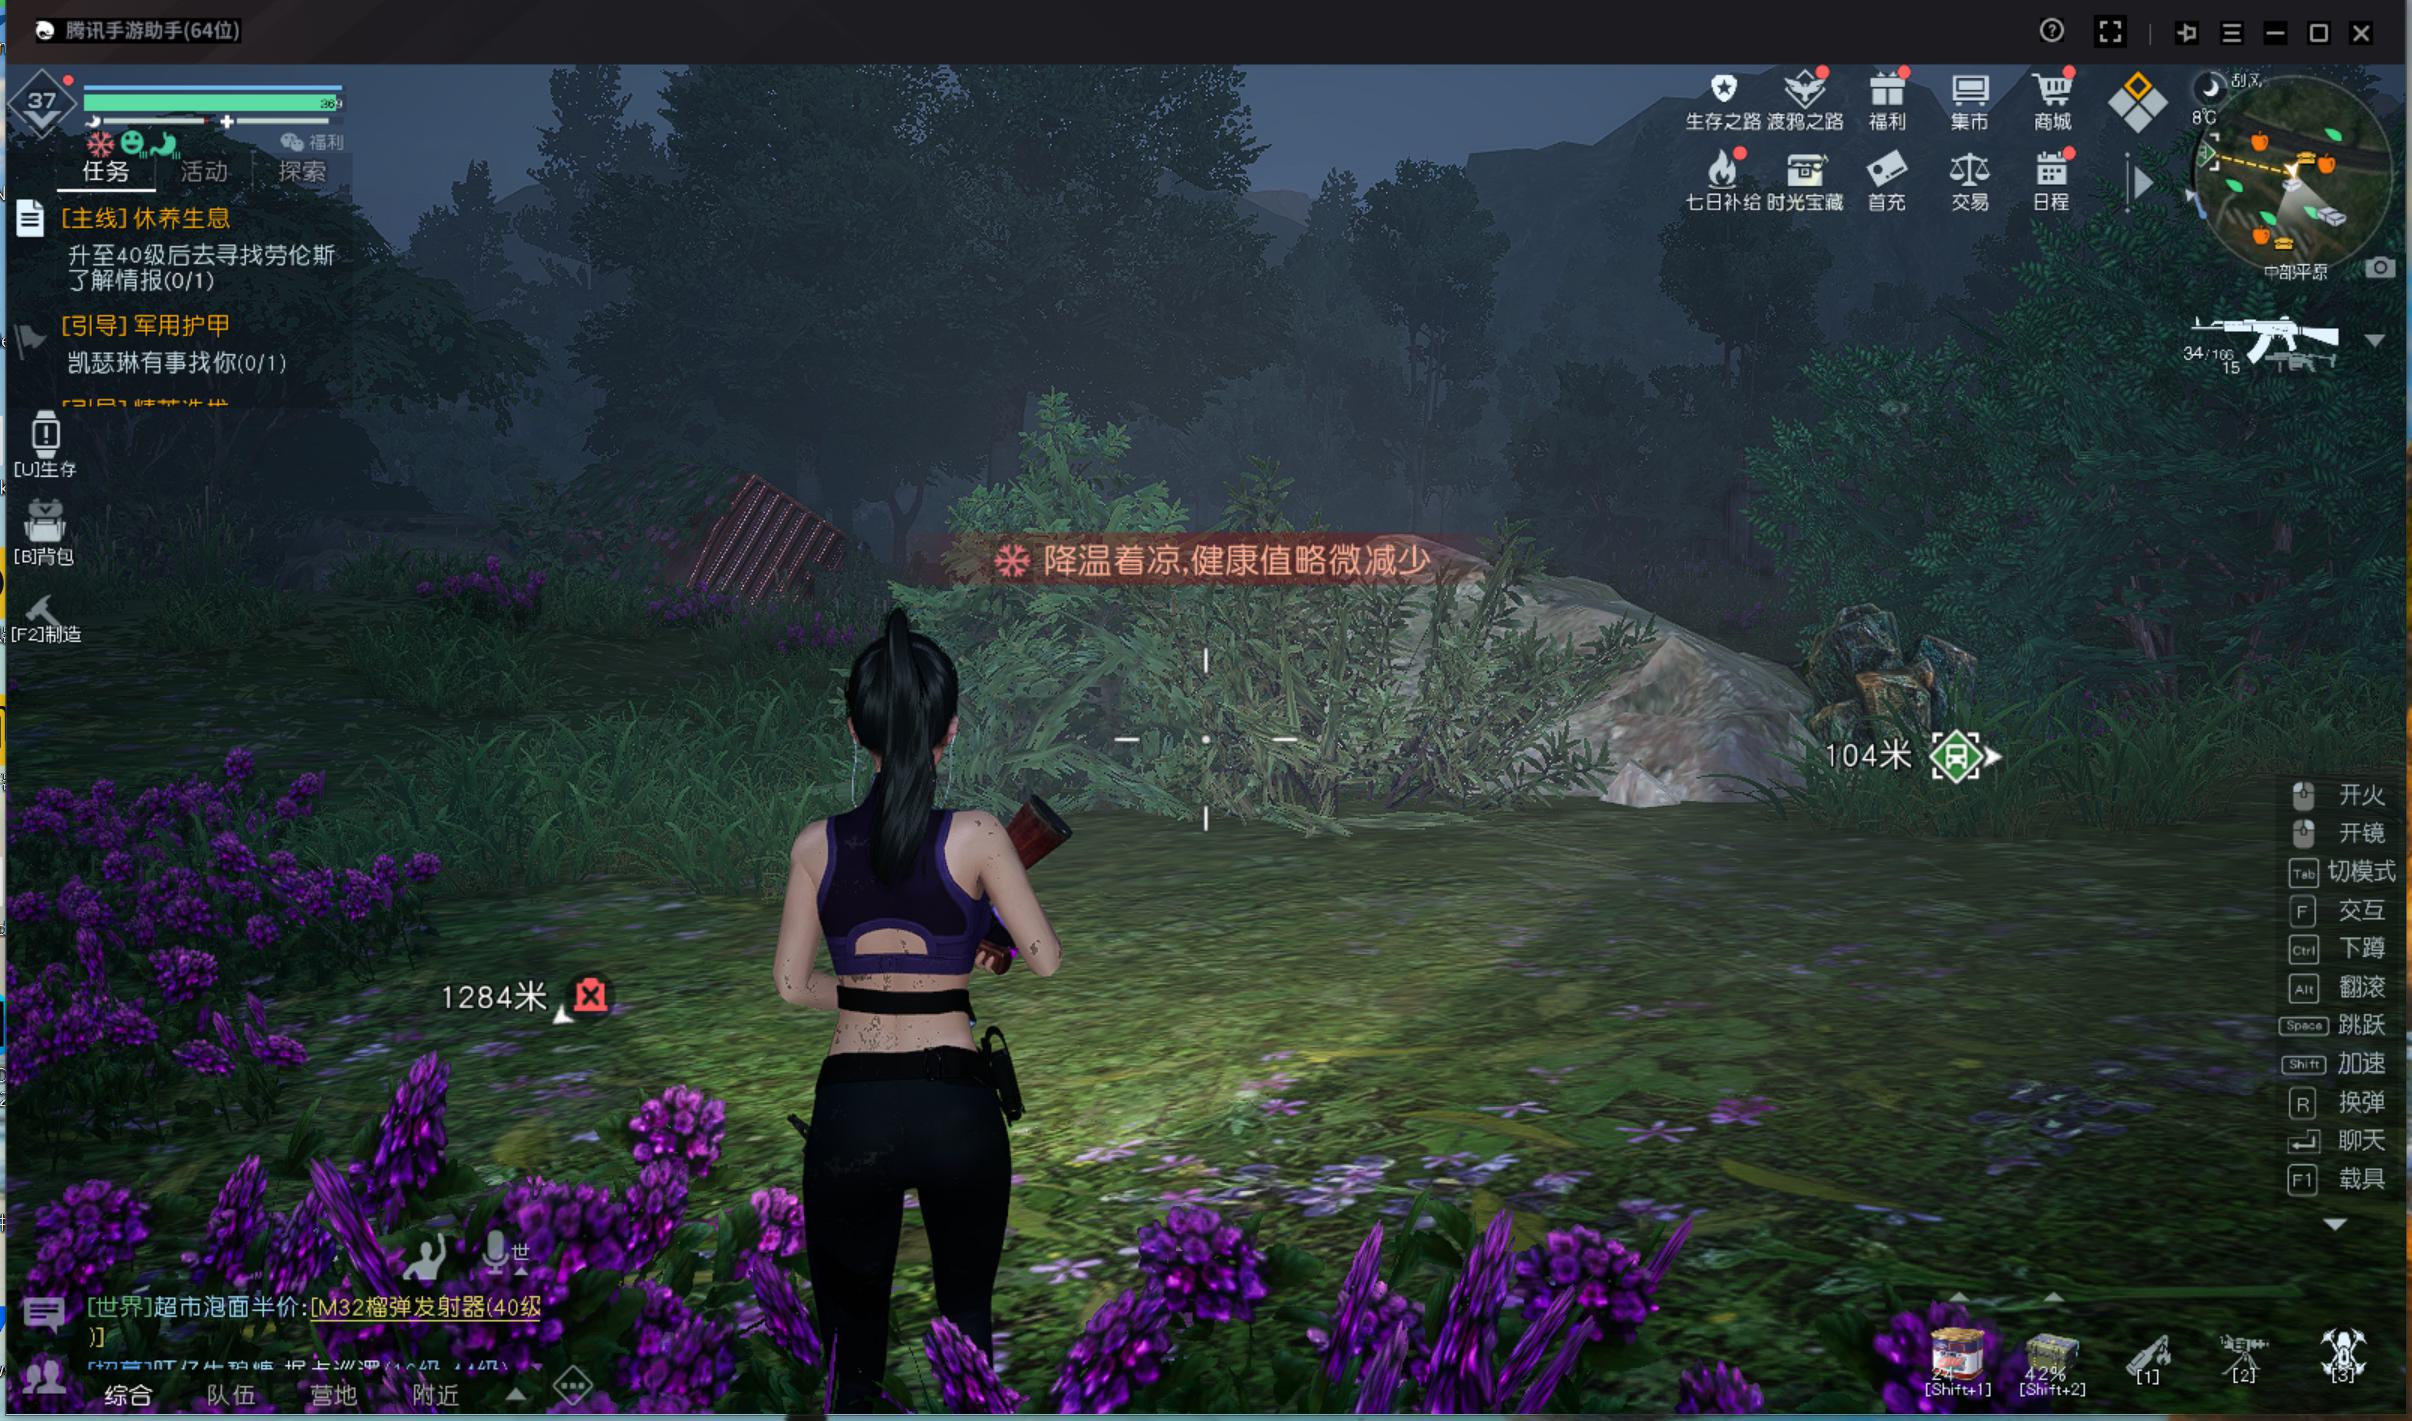 腾讯手游助手(64位)
37
369
福利
任务 活动 探索
[主线] 休养生息
升至40级后去寻找劳伦斯
了解情报(0/1)
[引导] 军用护甲
凯瑟琳有事找你(0/1)
[U]生存
[B]背包
[F2]制造
生存之路 渡鸦之路 福利 集市 商城
七日补给 时光宝藏 首充 交易 日程
刮风
8℃
中部平原
34/166
15
降温着凉,健康值略微减少
104米
1284米
开火
开镜
Tab 切模式
F 交互
Ctrl 下蹲
Alt 翻滚
Space 跳跃
Shift 加速
R 换弹
聊天
F1 载具
世
[世界]超市泡面半价:[M32榴弹发射器(40级
)]
综合 队伍 营地 附近
24 42%
[Shift+1] [Shift+2] [1] [2] [3]